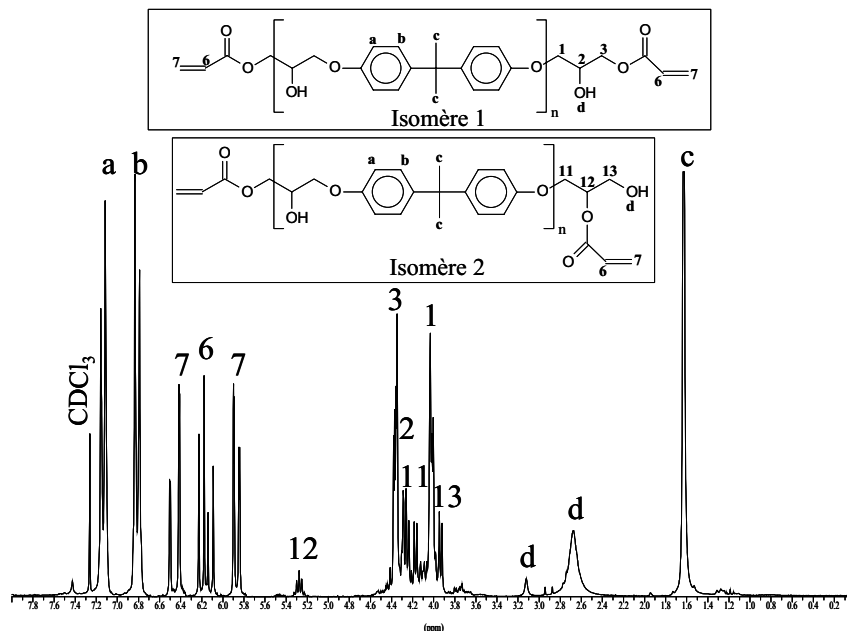 a b c
7 6 O O OH O c O 1 2 3 O O 6 7
OH d
n
Isomère 1
a b c
O O OH O c O 11 12 13 OH d
n
O O 6 7
Isomère 2
a b c
3 1
7 6 7
CDCl3
2 11 13
12 d d
7.8 7.6 7.4 7.2 7.0 6.8 6.6 6.4 6.2 6.0 5.8 5.6 5.4 5.2 5.0 4.8 4.6 4.4 4.2 4.0 3.8 3.6 3.4 3.2 3.0 2.8 2.6 2.4 2.2 2.0 1.8 1.6 1.4 1.2 1.0 0.8 0.6 0.4 0.2
(ppm)